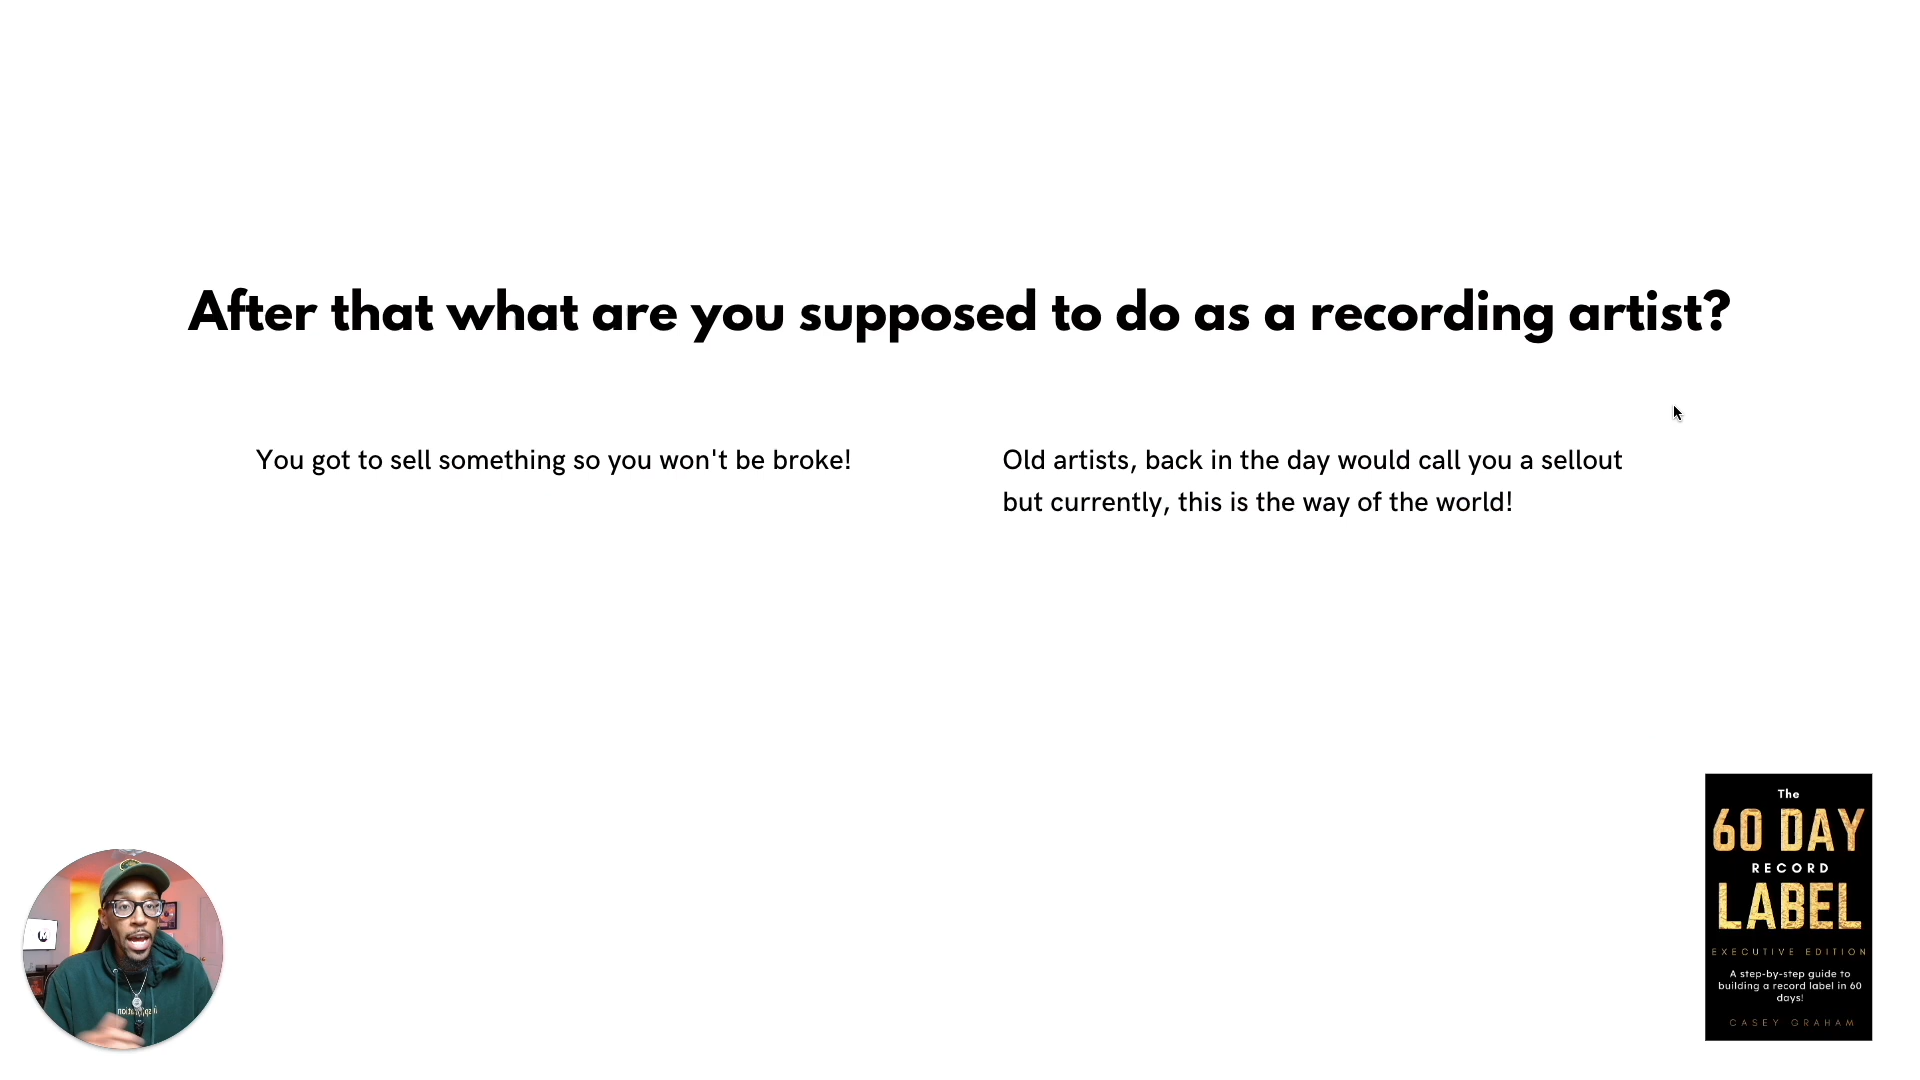 After that what are you supposed to do as a recording artist?
You got to sell something so you won't be broke!
Old artists, back in the day would call you a sellout
but currently, this is the way of the world!
The
60 DAY
RECORD
LABEL
EXECUTIVE EDITION
A step-by-step guide to
building a record label in 60
days!
CASEY GRAHAM